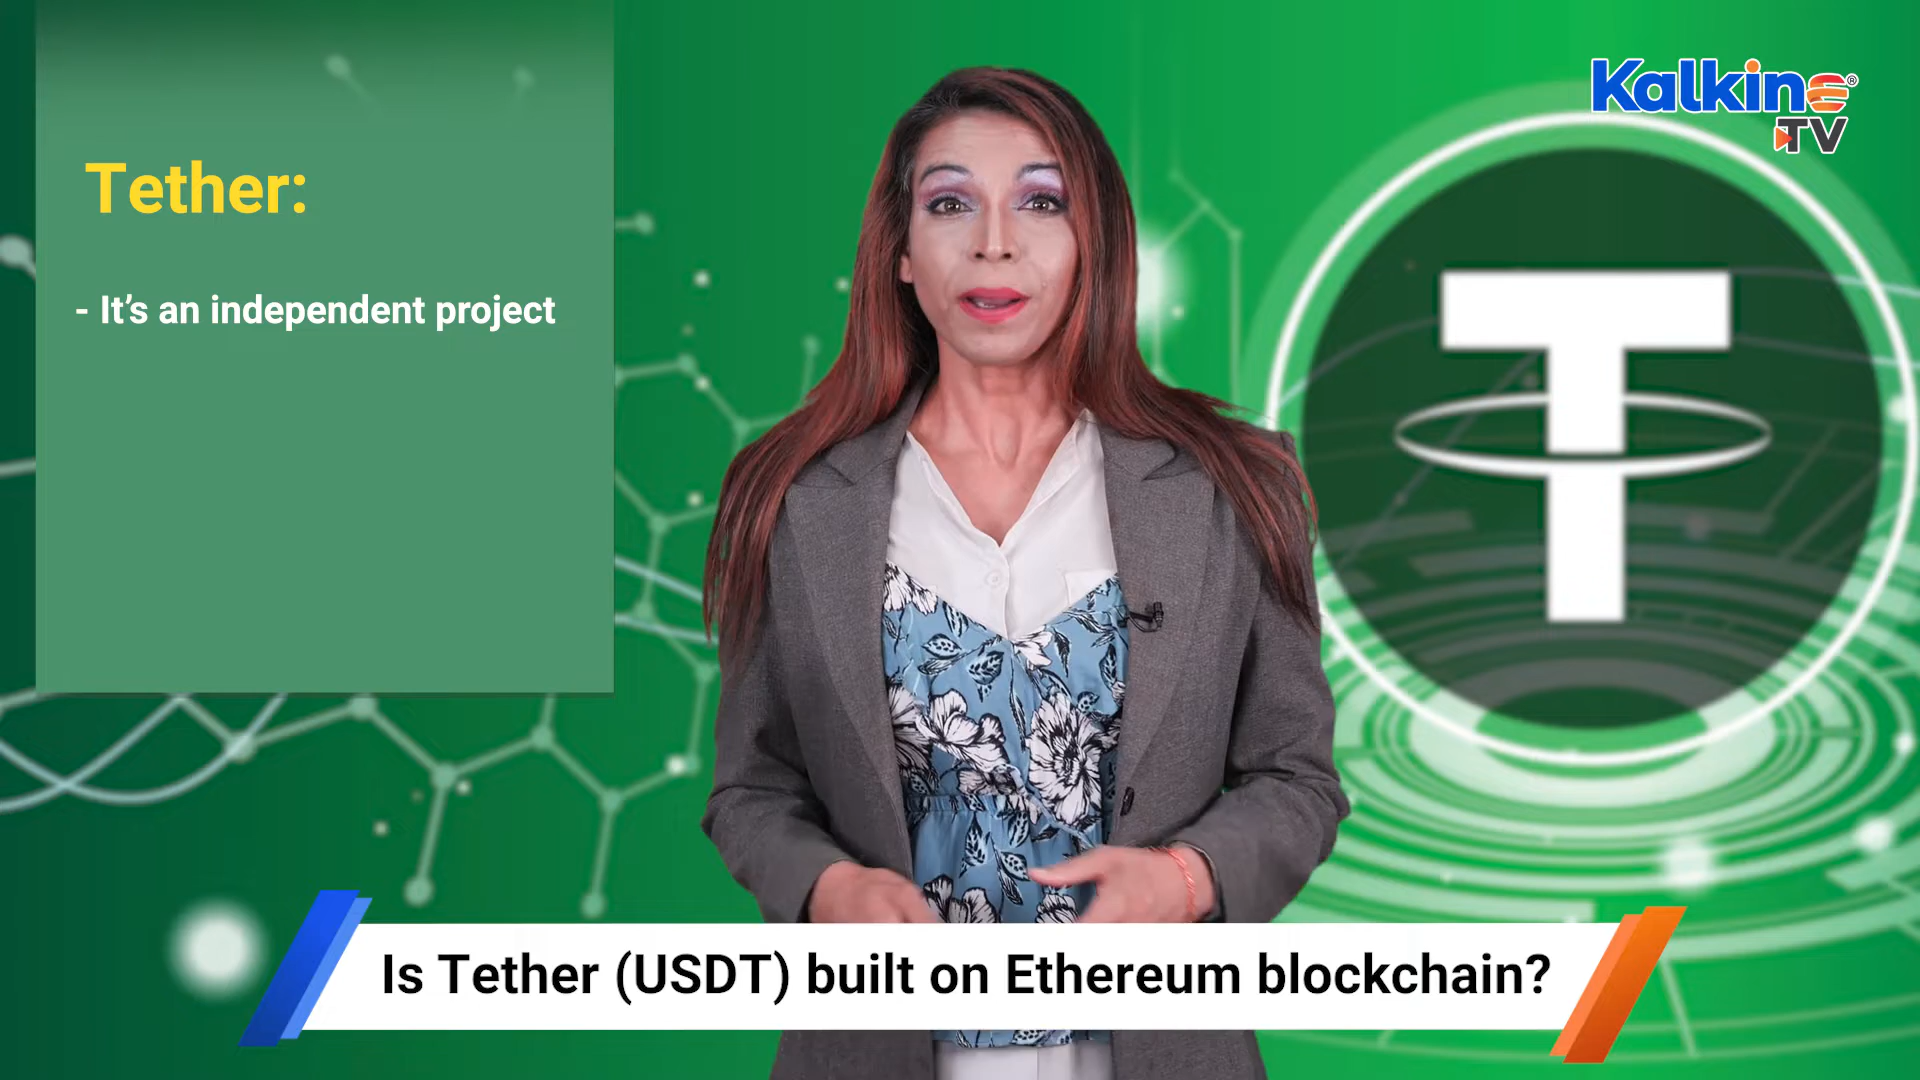 Kalkine®
TV
Tether:
- It’s an independent project
Is Tether (USDT) built on Ethereum blockchain?